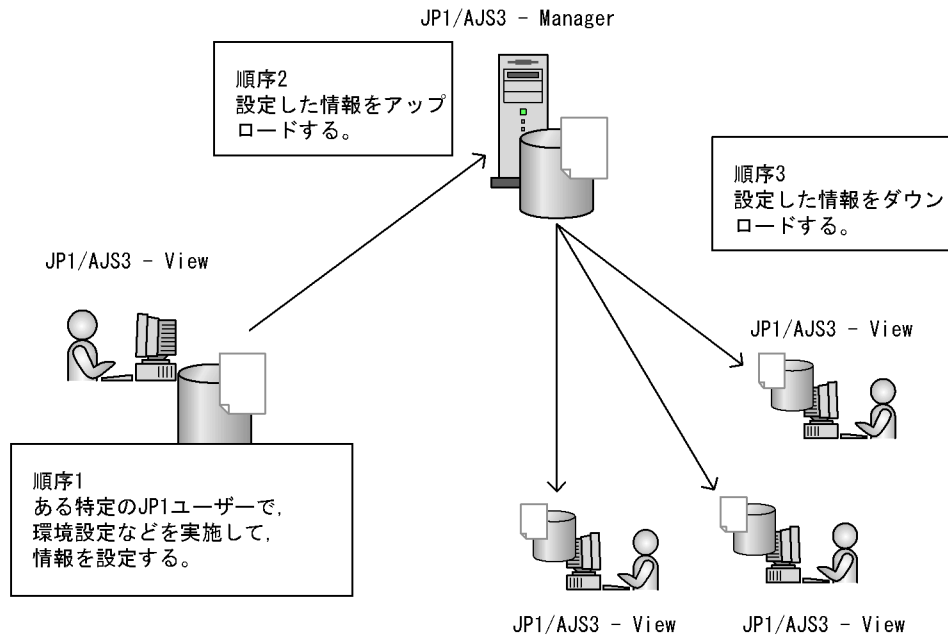 JP1/AJS3 - Manager
順序2
設定した情報をアップ
ロードする。
順序3
設定した情報をダウン
ロードする。
JP1/AJS3 - View
JP1/AJS3 - View
順序1
ある特定のJP1ユーザーで,
環境設定などを実施して,
情報を設定する。
JP1/AJS3 - View
JP1/AJS3 - View